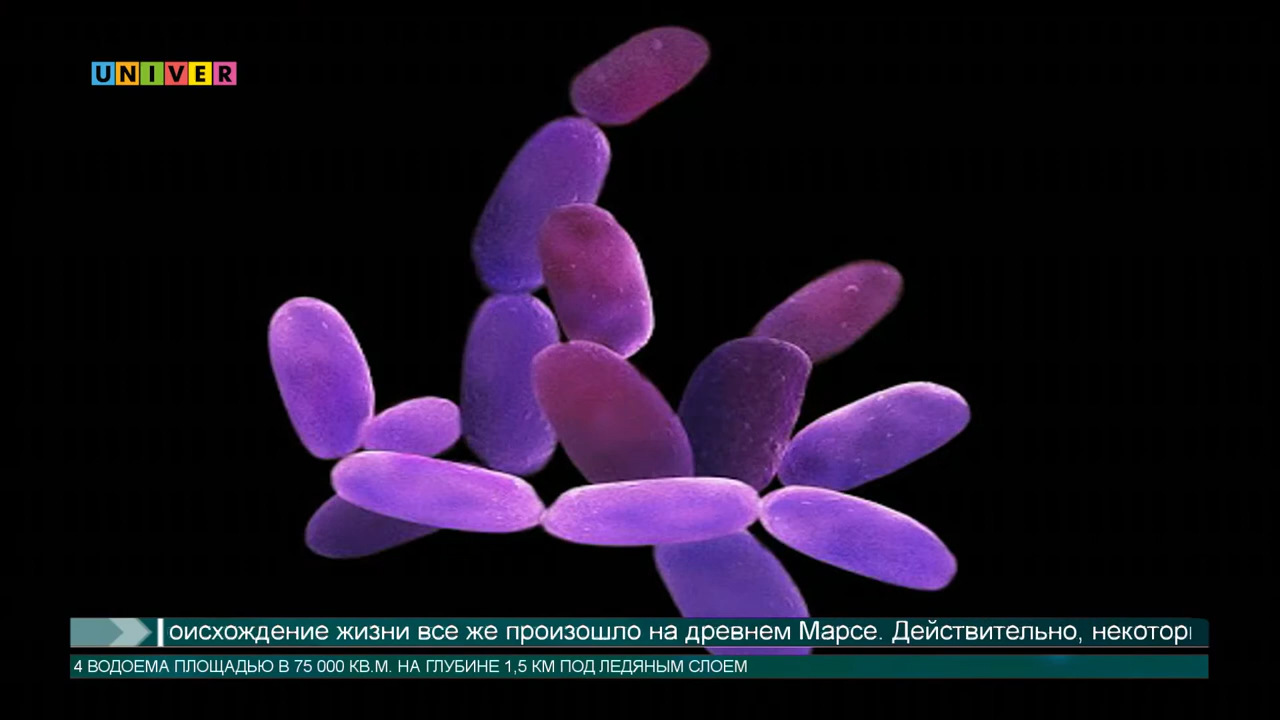 UNIVER
оисхождение жизни все же произошло на древнем Марсе. Действительно, некотор
4 ВОДОЕМА ПЛОЩАДЬЮ В 75 000 КВ.М. НА ГЛУБИНЕ 1,5 КМ ПОД ЛЕДЯНЫМ СЛОЕМ